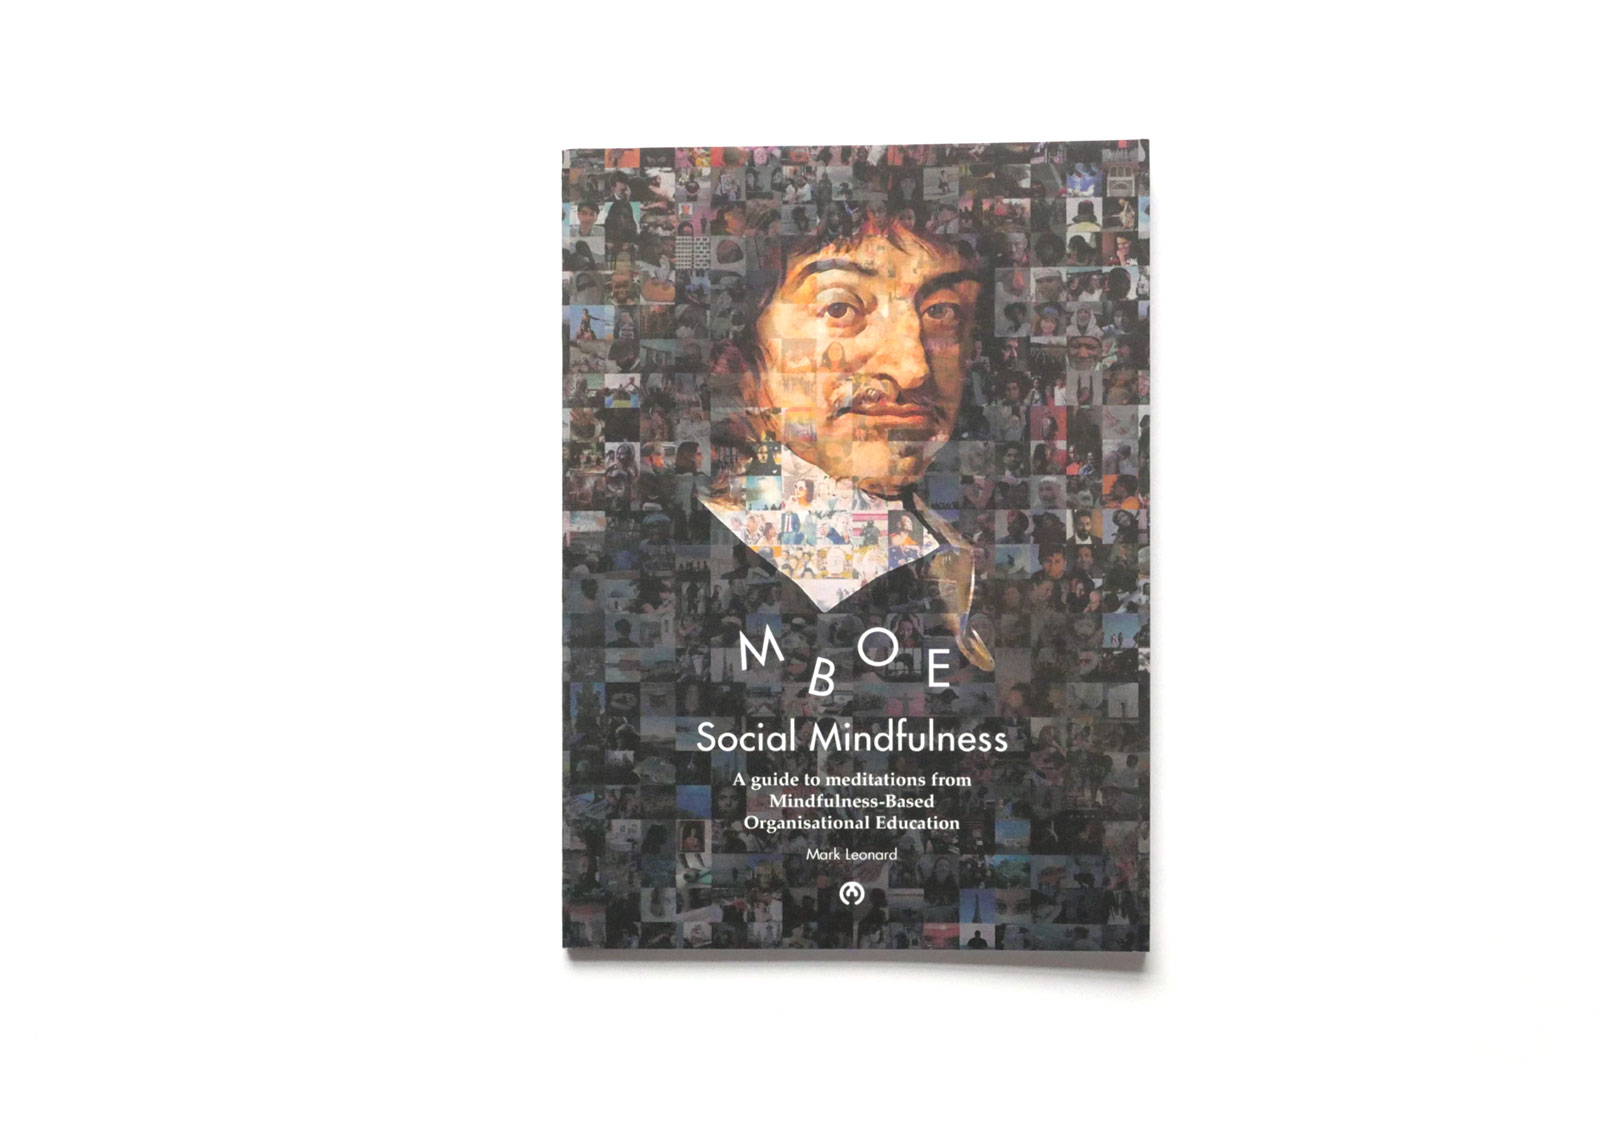 MBOE
Social Mindfulness
A guide to meditations from
Mindfulness-Based
Organisational Education
Mark Leonard